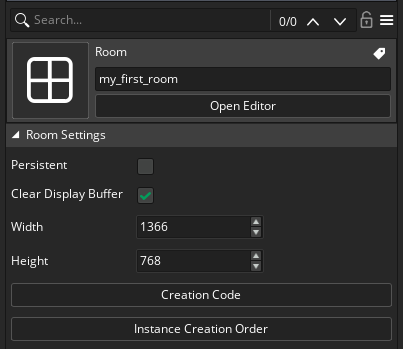 Search...
0/0
Room
my_first_room
Open Editor
Room Settings
Persistent
Clear Display Buffer
Width 1366
Height 768
Creation Code
Instance Creation Order